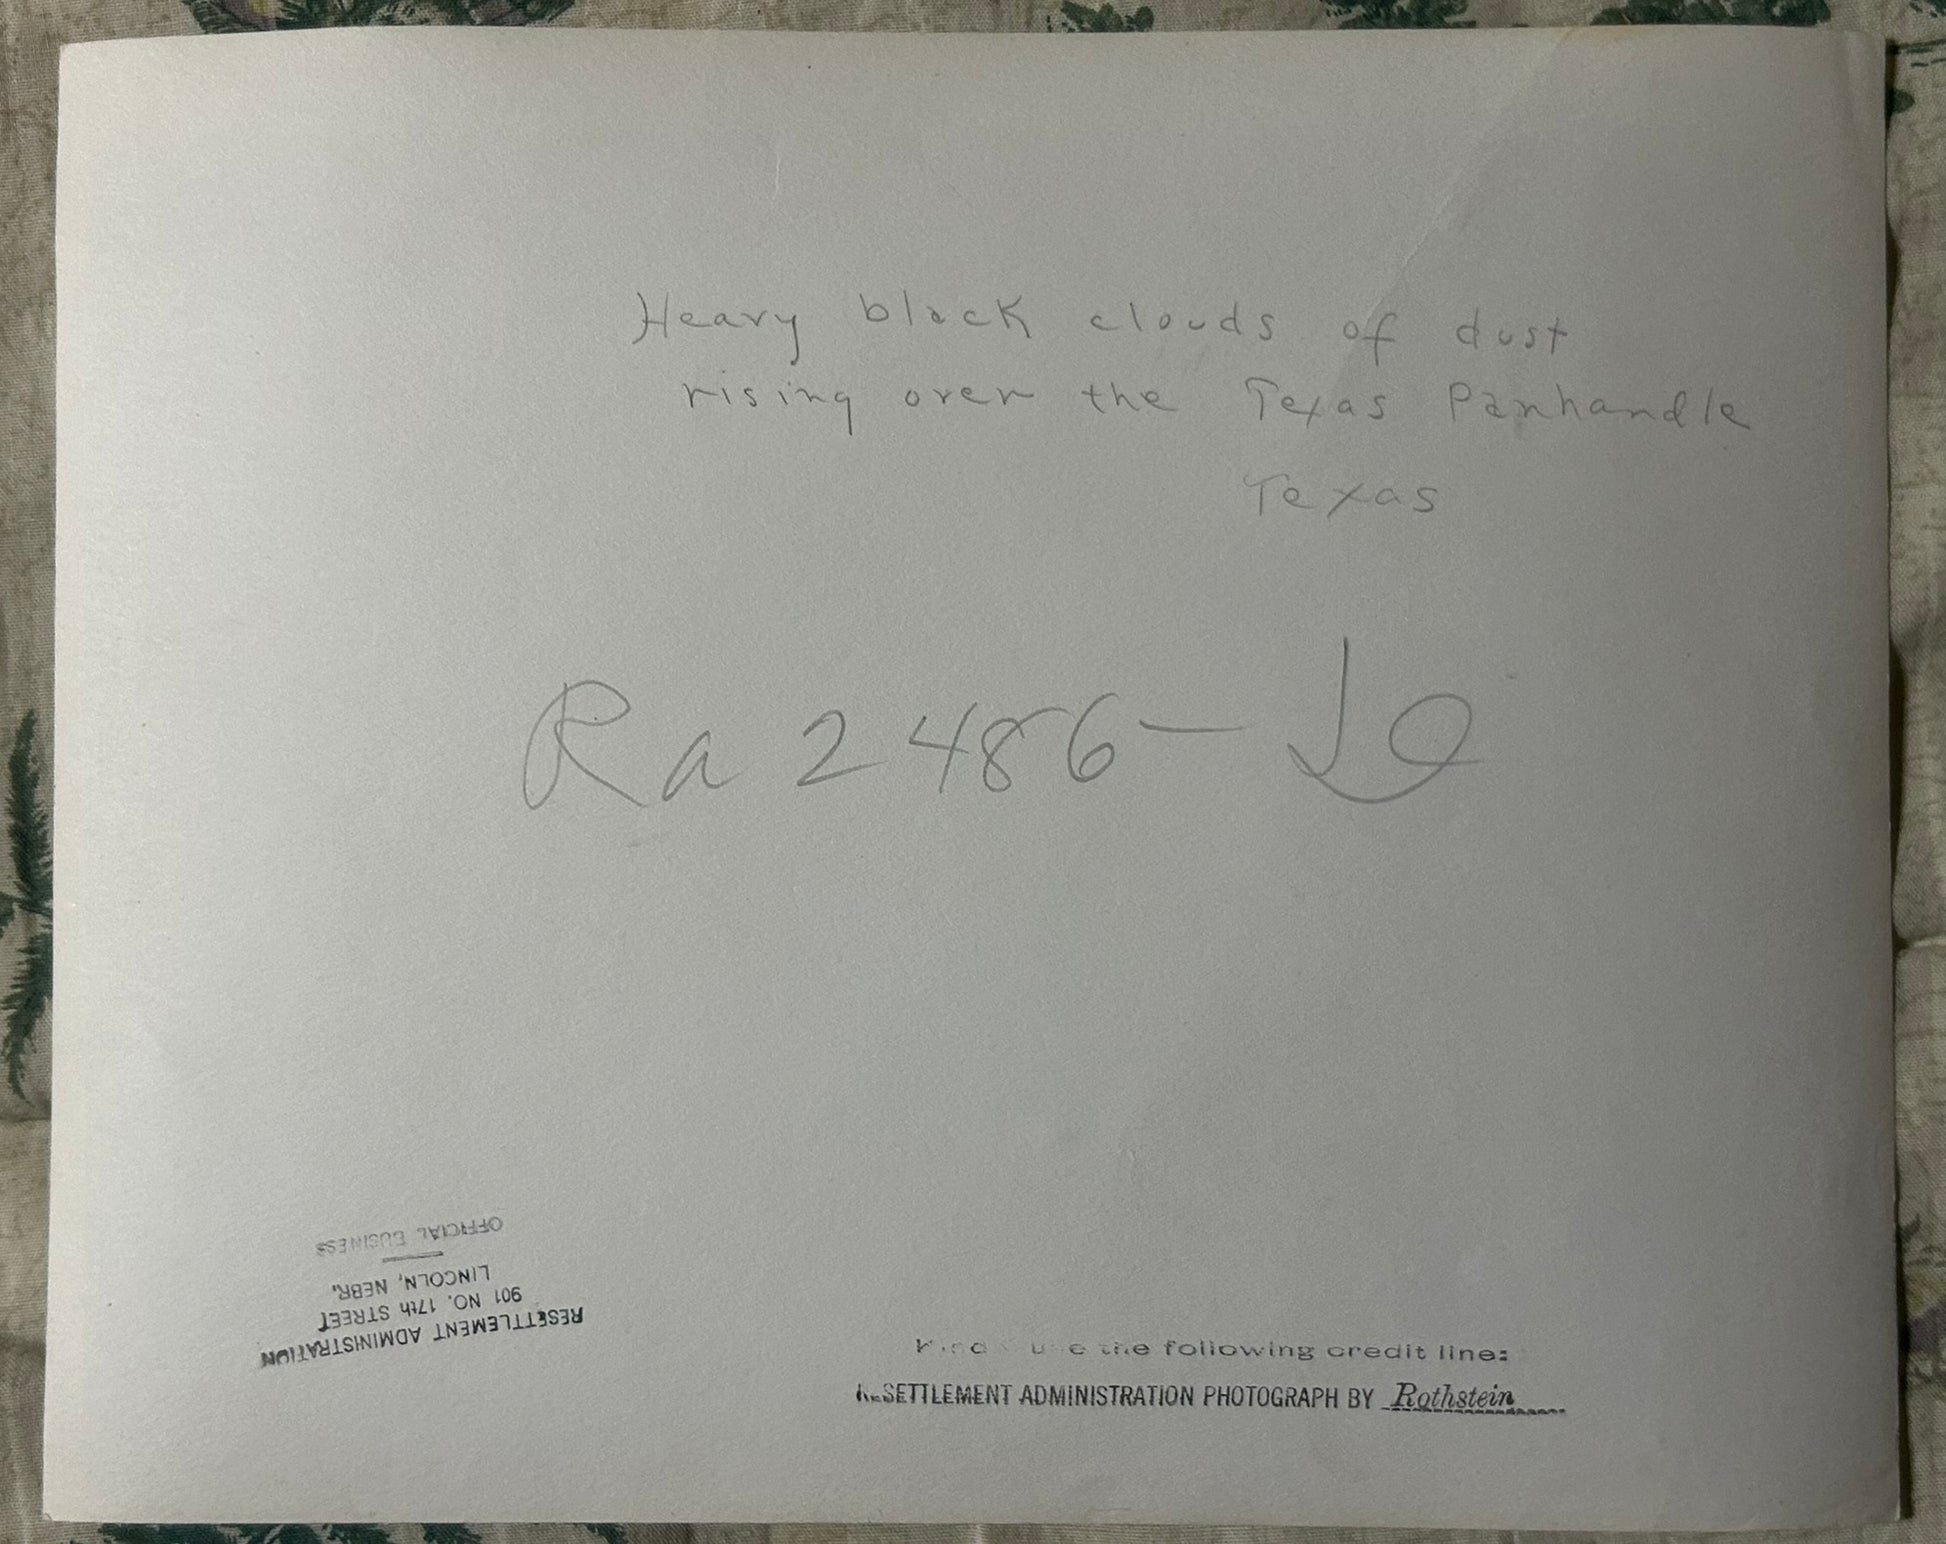 Heavy black clouds of dust
rising over the Texas Panhandle
Texas
Ra 2486-D
RESETTLEMENT ADMINISTRATION
901 NO. 17th STREET
LINCOLN, NEBR.
OFFICIAL BUSINESS
the following credit line:
RESETTLEMENT ADMINISTRATION PHOTOGRAPH BY Rothstein